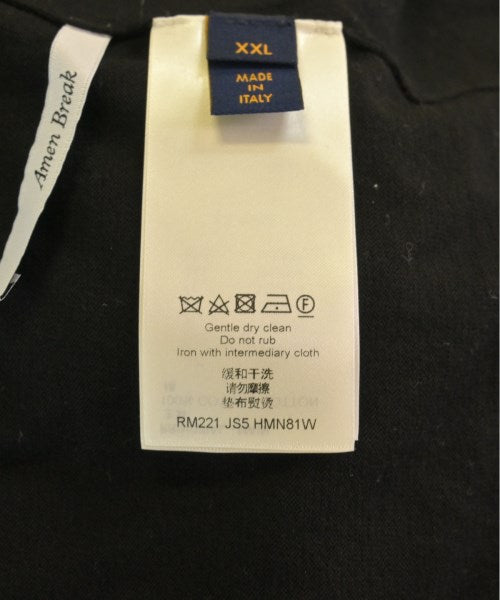 XXL
MADE
IN
ITALY
Amen Break
F
Gentle dry clean
Do not rub
Iron with intermediary cloth
缓和干洗
请勿摩擦
垫布熨烫
RM221 JS5 HMN81W